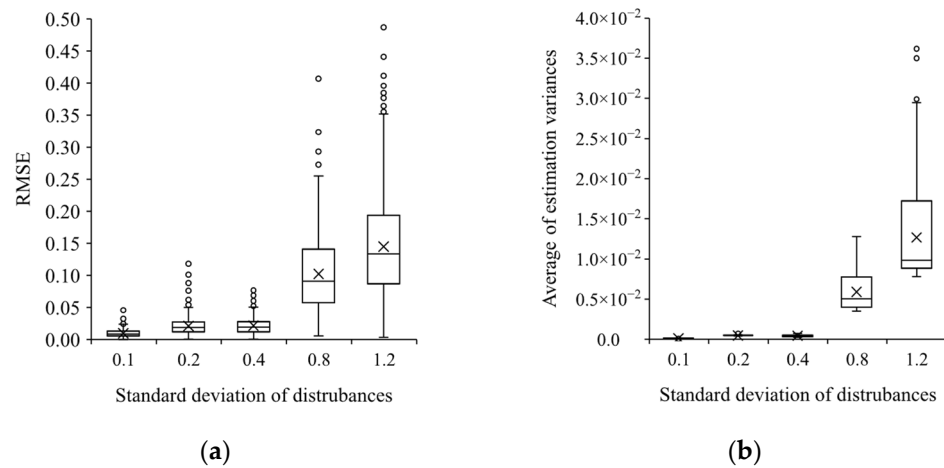 0.50
0.45
0.40
0.35
0.30
0.25
0.20
0.15
0.10
0.05
0.00
RMSE
0.1 0.2 0.4 0.8 1.2
Standard deviation of distrubances
(a)
4.0×10⁻²
3.5×10⁻²
3.0×10⁻²
2.5×10⁻²
2.0×10⁻²
1.5×10⁻²
1.0×10⁻²
0.5×10⁻²
0.0
Average of estimation variances
0.1 0.2 0.4 0.8 1.2
Standard deviation of distrubances
(b)